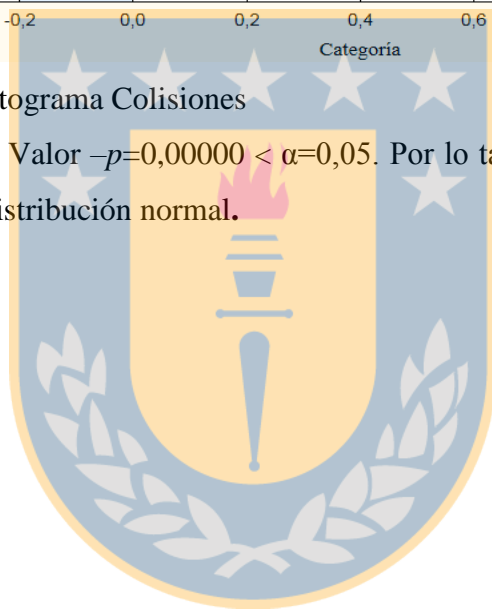 -0,2 0,0 0,2 0,4 0,6
Categoría
tograma Colisiones
Valor –p=0,00000 < α=0,05. Por lo ta
istribución normal.